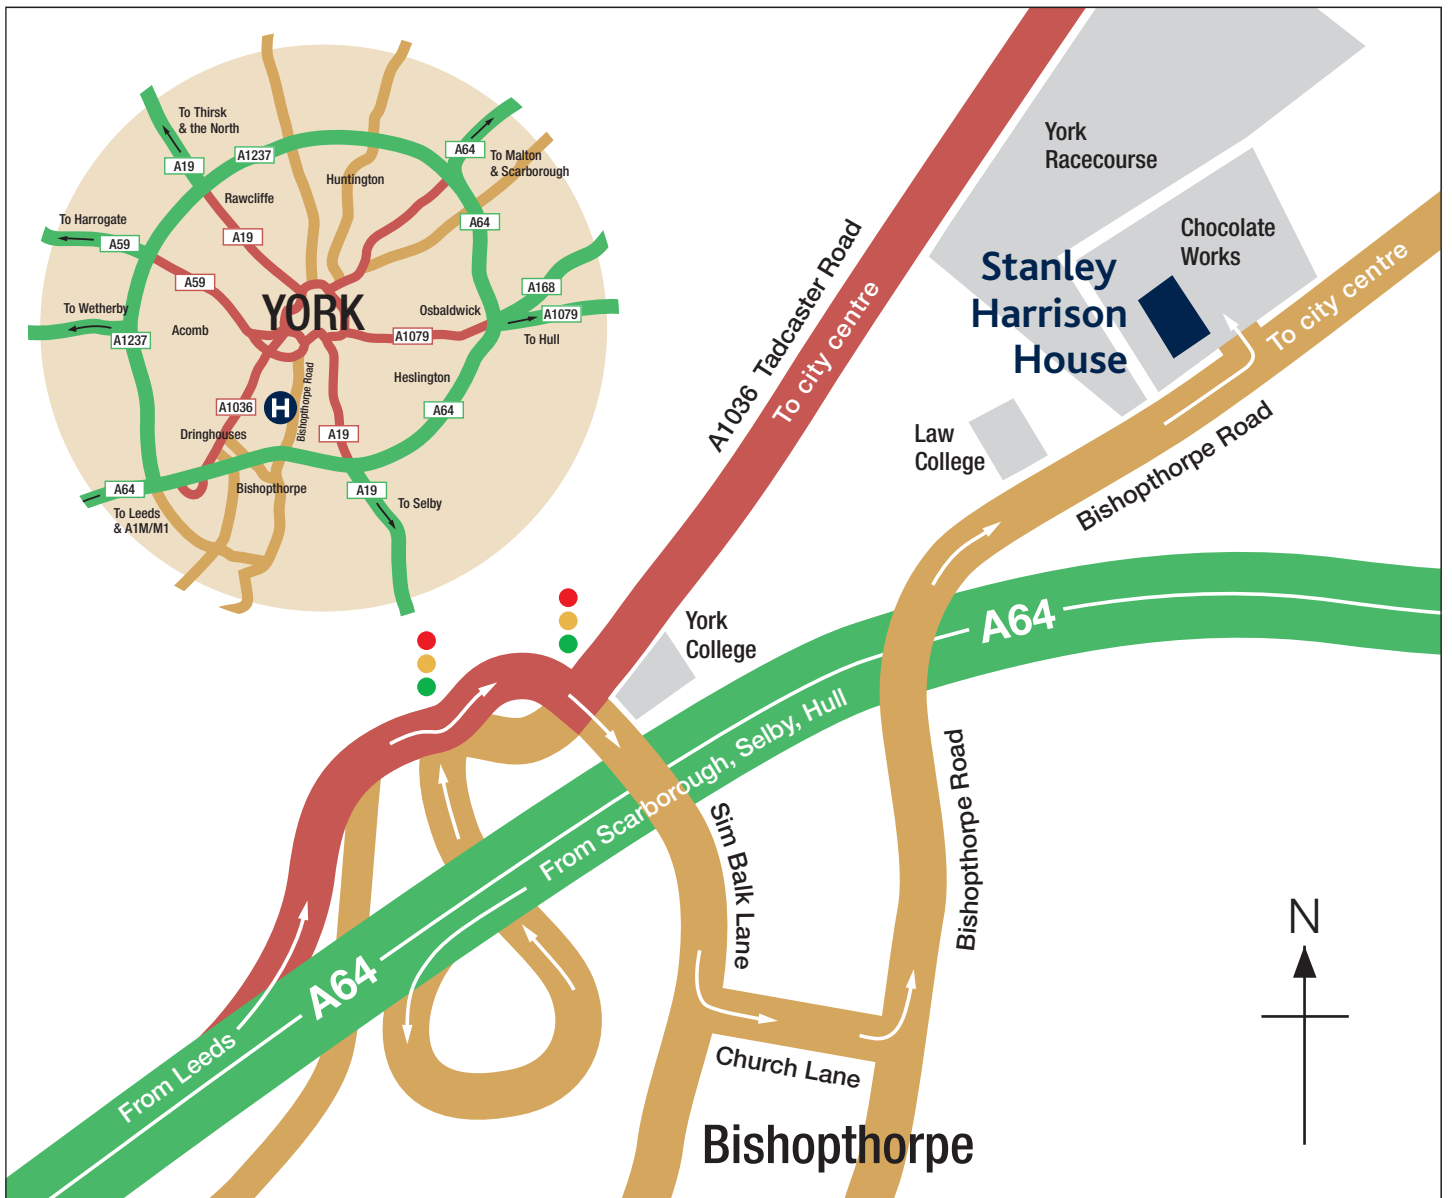 To Thirsk
& the North
A19
A1237
A64
To Malton
& Scarborough
Huntington
Rawcliffe
To Harrogate
A59
A19
A64
A59
A168
To Wetherby
YORK
Osbaldwick
A1079
A1237
Acomb
A1079
To Hull
Bishopthorpe Road
Heslington
A1036
H
A64
Dringhouses
A19
A64
Bishopthorpe
A19
To Selby
To Leeds
& A1M/M1
York
Racecourse
Chocolate
Works
Stanley
Harrison
House
A1036 Tadcaster Road
To city centre
To city centre
Law
College
Bishopthorpe Road
York
College
A64
From Scarborough, Selby, Hull
Sim Balk Lane
Bishopthorpe Road
A64
From Leeds
Church Lane
Bishopthorpe
N